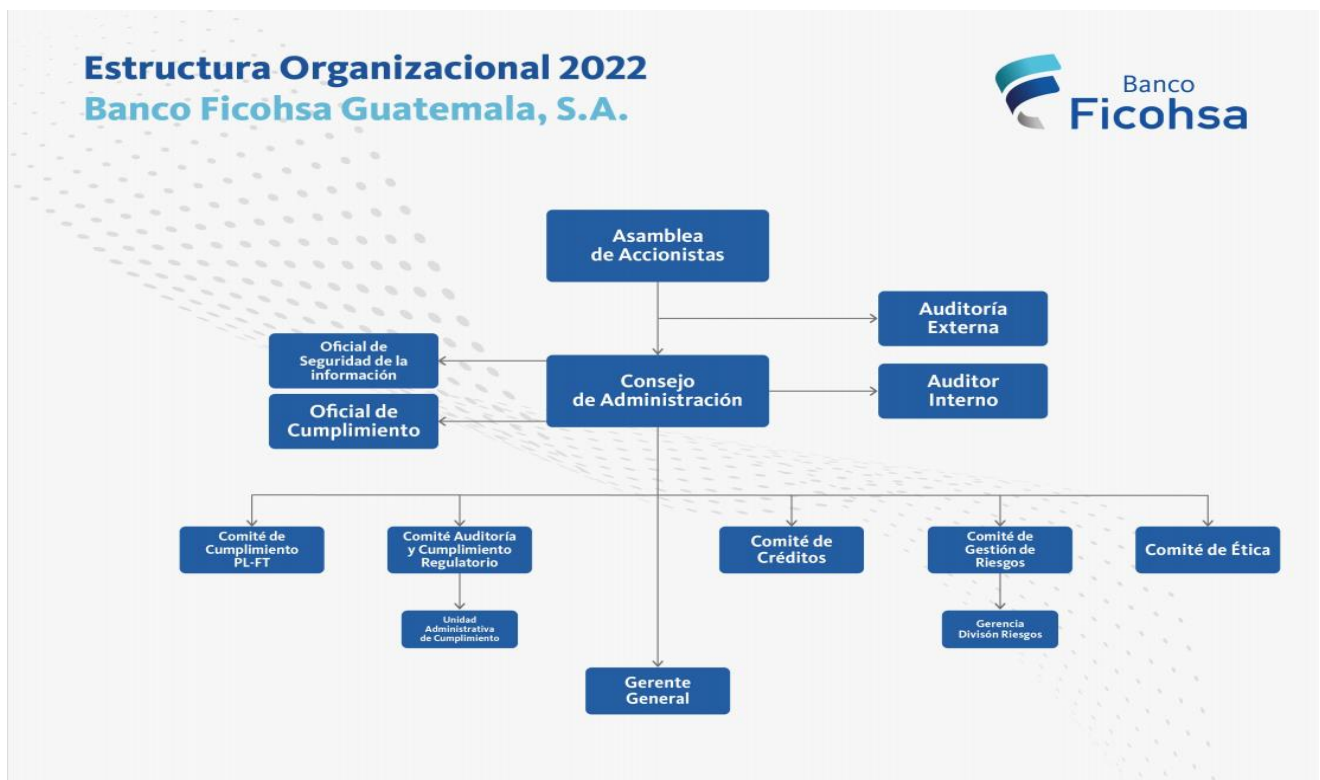 Estructura Organizacional 2022
Banco Ficohsa Guatemala, S.A.
Banco
Ficohsa
Asamblea
de Accionistas
Auditoría
Externa
Oficial de
Seguridad de la
información
Consejo
de Administración
Auditor
Interno
Oficial de
Cumplimiento
Comité de
Cumplimiento
PL-FT
Comité Auditoría
y Cumplimiento
Regulatorio
Comité de
Créditos
Comité de
Gestión de
Riesgos
Comité de Ética
Unidad
Administrativa
de Cumplimiento
Gerencia
Divisón Riesgos
Gerente
General